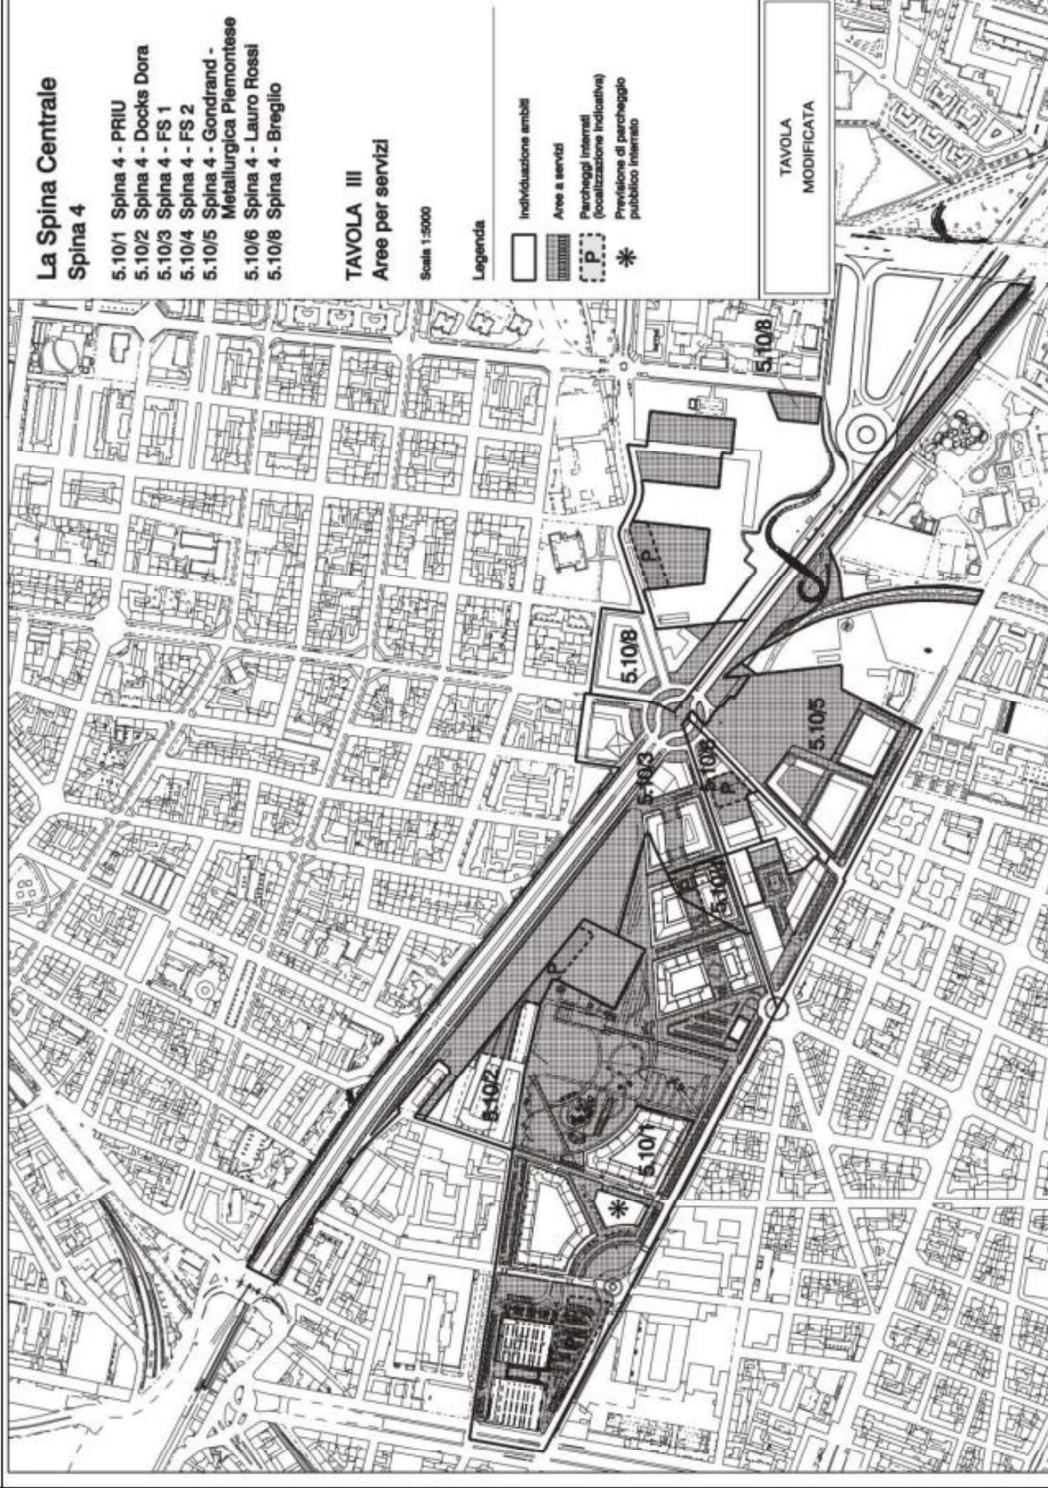 La Spina Centrale
Spina 4
5.10/1 Spina 4 - PRIU
5.10/2 Spina 4 - Docks Dora
5.10/3 Spina 4 - FS 1
5.10/4 Spina 4 - FS 2
5.10/5 Spina 4 - Gondrand -
Metallurgica Piemontese
5.10/6 Spina 4 - Lauro Rossi
5.10/8 Spina 4 - Breglio
TAVOLA III
Aree per servizi
Scala 1:5000
Legenda
Individuazione ambiti
Aree a servizi
P
Parcheggi interrati
(localizzazione indicativa)
Previsione di parcheggio
pubblico interrato
TAVOLA
MODIFICATA
5.10/8
P
5.10/8
5.10/5
5.10/3
P
P
P
5.10/2
5.10/1